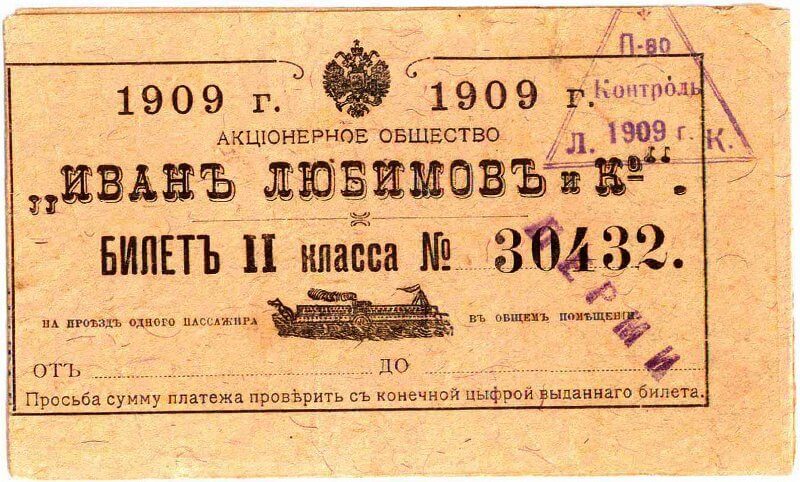 1909 г. 1909 г.
П-во
Контроль
Л. 1909 г. К.
АКЦІОНЕРНОЕ ОБЩЕСТВО
„ИВАНЪ ЛЮБИМОВЪ и Ко“.
БИЛЕТЪ II класса № 30432.
НА ПРОѢЗДЪ ОДНОГО ПАССАЖИРА ВЪ ОБЩЕМЪ ПОМѢЩЕНІИ.
ПЕРМИ
ОТЪ ДО
Просьба сумму платежа провѣрить съ конечной цыфрой выданнаго билета.